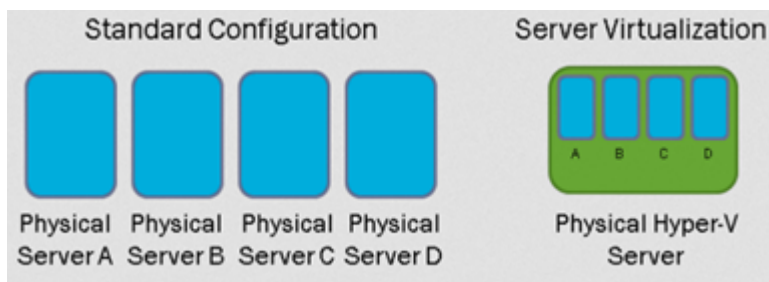 Standard Configuration
Server Virtualization
A B C D
Physical Server A
Physical Server B
Physical Server C
Physical Server D
Physical Hyper-V
Server